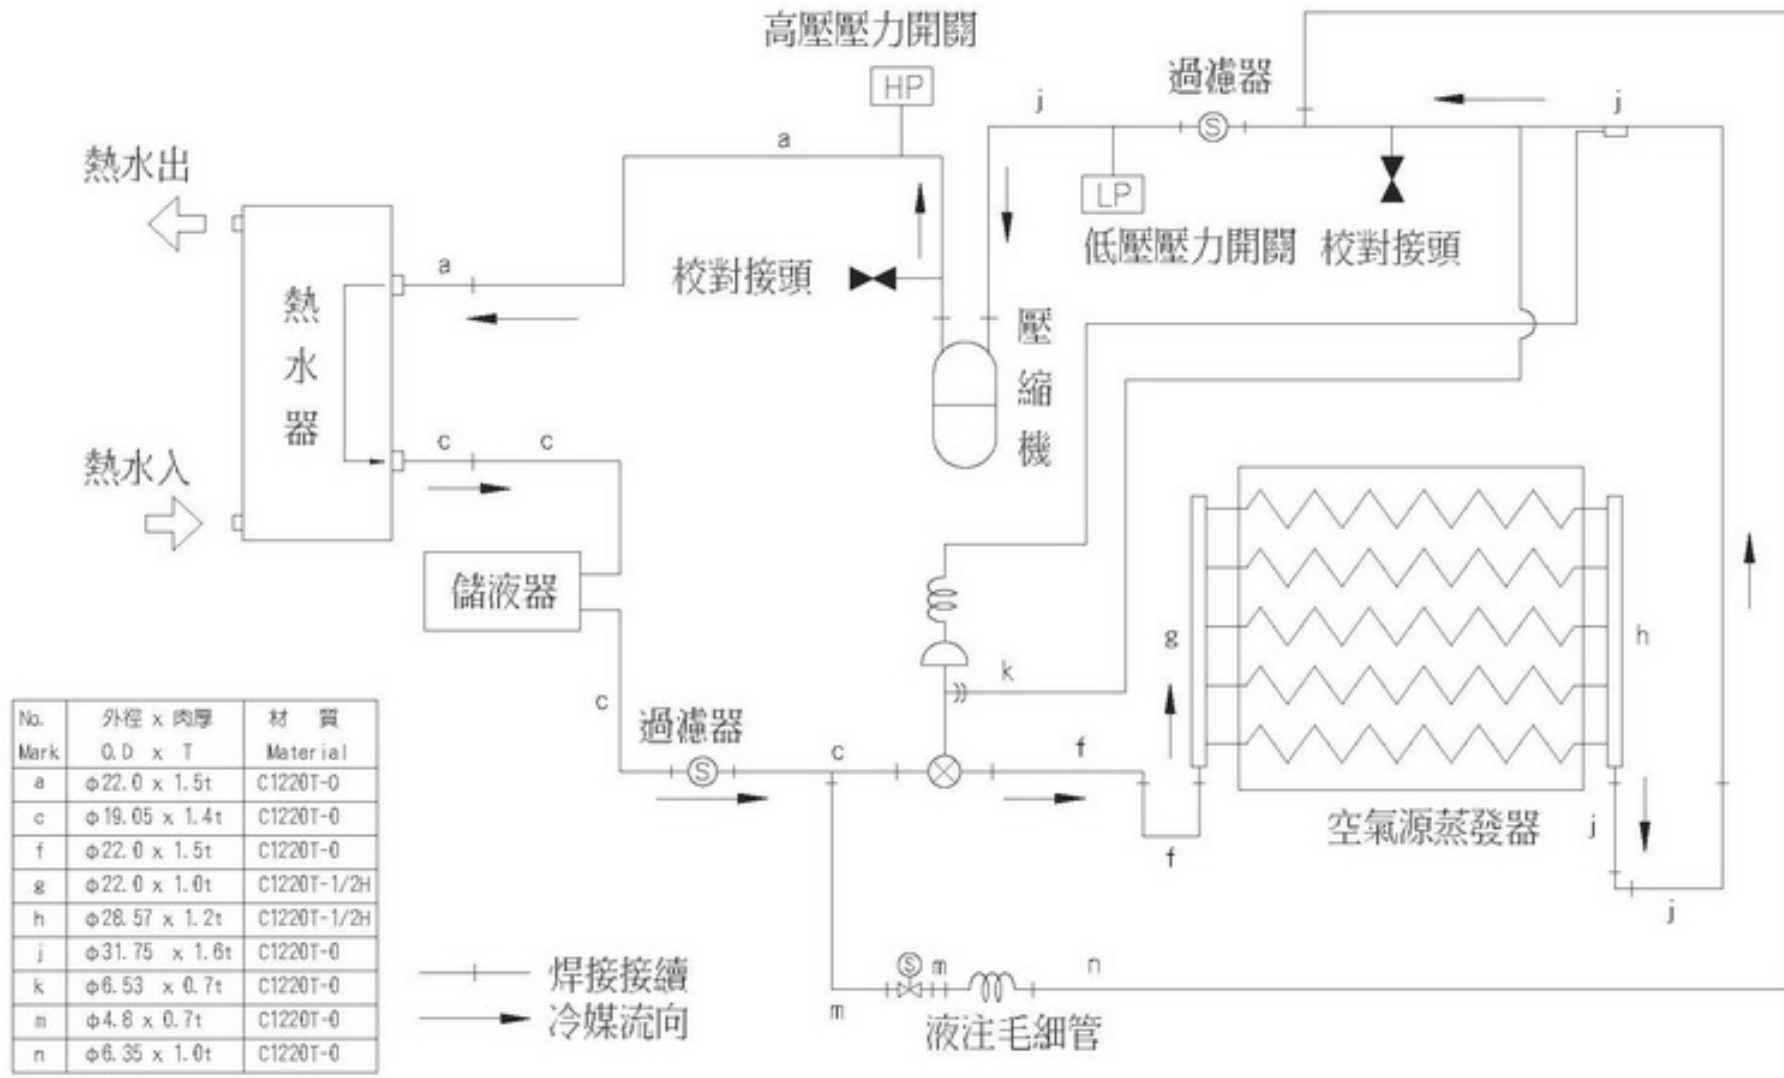 高壓壓力開關
HP
過濾器
j
j
a
S
熱水出
LP
低壓壓力開關
校對接頭
校對接頭
a
熱水器
壓縮機
c
c
熱水入
儲液器
g
h
k
c
過濾器
S
c
f
f
空氣源蒸發器
j
j
S
m
n
m
液注毛細管
焊接接續
冷媒流向
No. 外徑 x 肉厚 材 質
Mark O.D x T Material
a φ22.0 x 1.5t C1220T-O
c φ19.05 x 1.4t C1220T-O
f φ22.0 x 1.5t C1220T-O
g φ22.0 x 1.0t C1220T-1/2H
h φ28.57 x 1.2t C1220T-1/2H
j φ31.75 x 1.6t C1220T-O
k φ6.53 x 0.7t C1220T-O
m φ4.8 x 0.7t C1220T-O
n φ6.35 x 1.0t C1220T-O